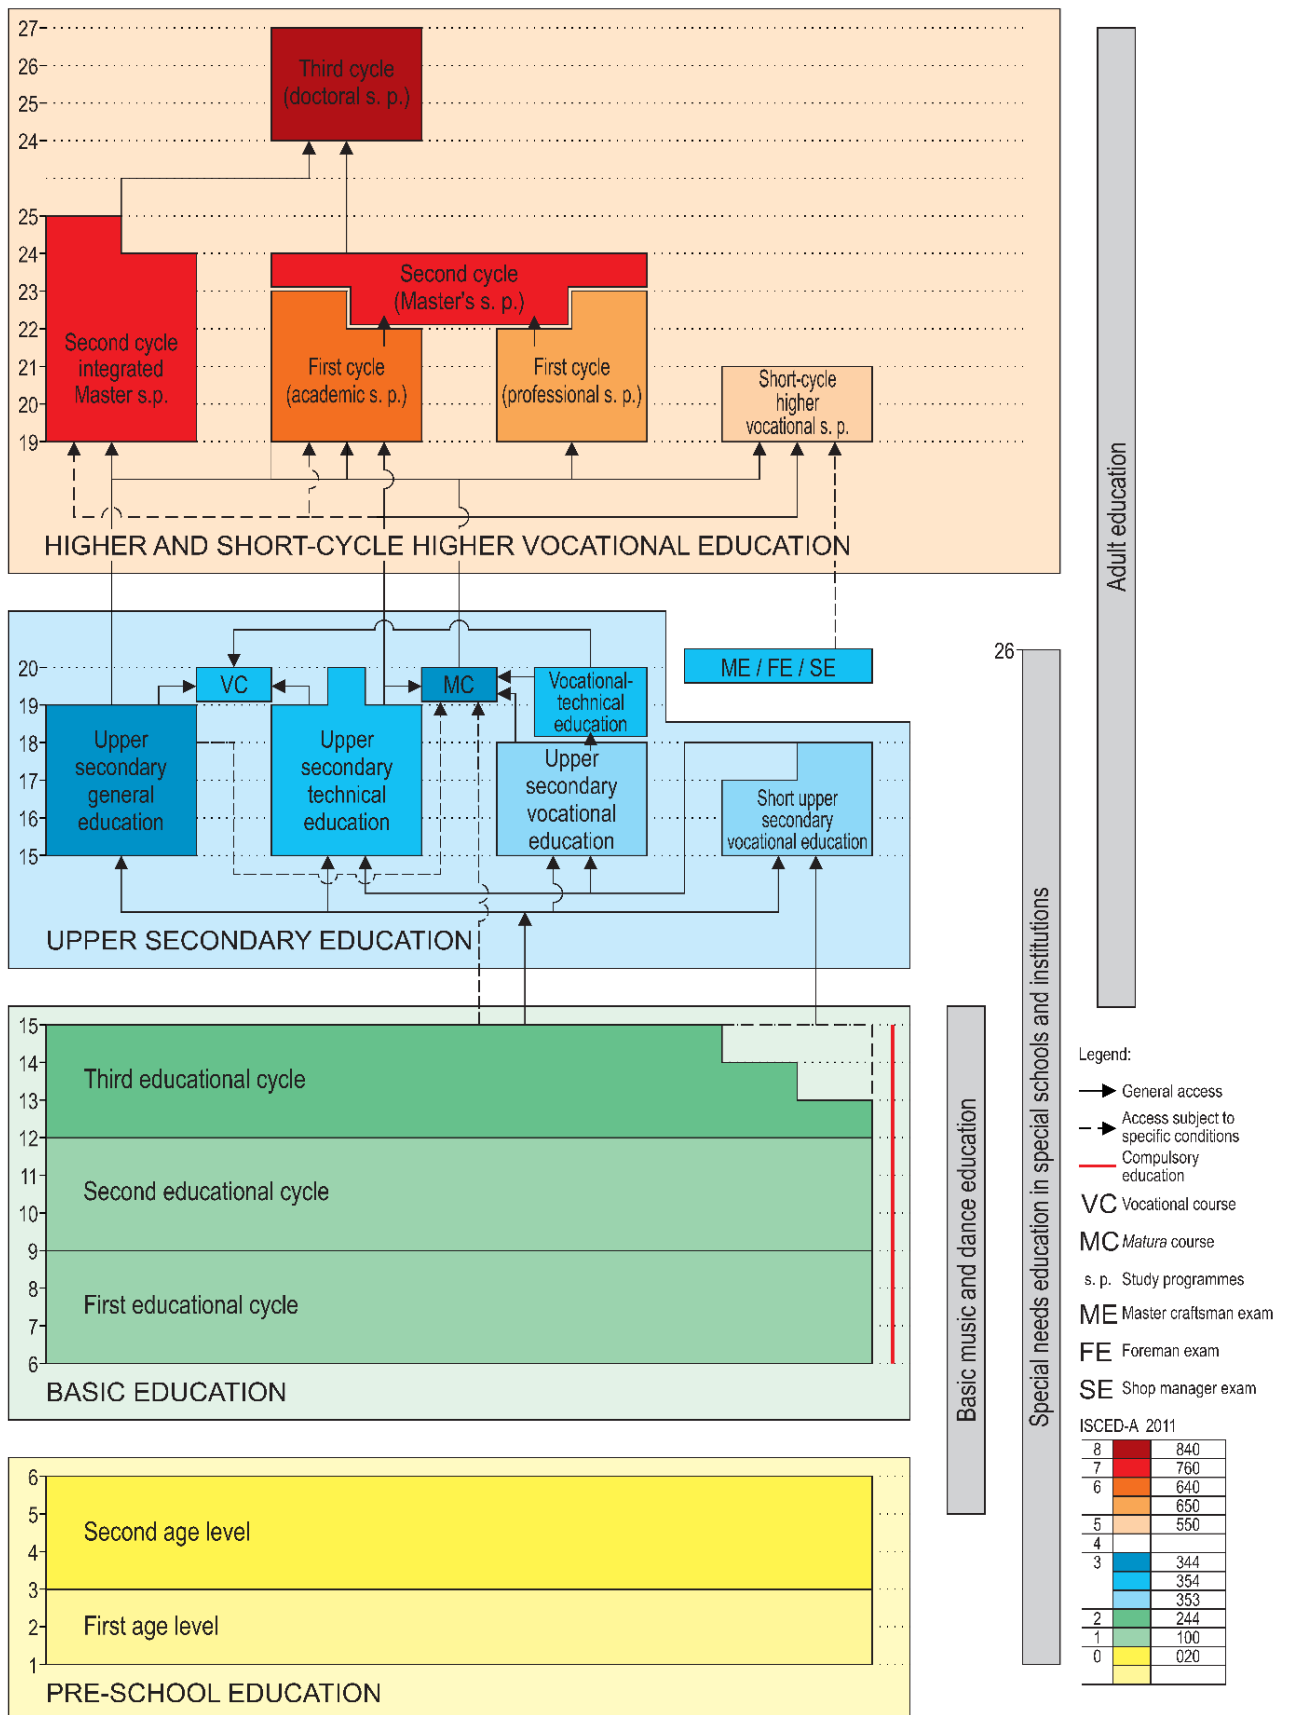 27
26
25
24
Third cycle
(doctoral s. p.)
25
24
23
22
21
20
19
Second cycle
integrated
Master s.p.
Second cycle
(Master's s. p.)
First cycle
(academic s. p.)
First cycle
(professional s. p.)
Short-cycle
higher
vocational s. p.
HIGHER AND SHORT-CYCLE HIGHER VOCATIONAL EDUCATION
20
19
18
17
16
15
VC
MC
Vocational-
technical
education
ME / FE / SE
Upper
secondary
general
education
Upper
secondary
technical
education
Upper
secondary
vocational
education
Short upper
secondary
vocational education
UPPER SECONDARY EDUCATION
15
14
13
12
11
10
9
8
7
6
Third educational cycle
Second educational cycle
First educational cycle
BASIC EDUCATION
6
5
4
3
2
1
Second age level
First age level
PRE-SCHOOL EDUCATION
Basic music and dance education
26
Special needs education in special schools and institutions
Adult education
Legend:
General access
Access subject to
specific conditions
Compulsory
education
VC Vocational course
MC Matura course
s. p. Study programmes
ME Master craftsman exam
FE Foreman exam
SE Shop manager exam
ISCED-A 2011
8 840
7 760
6 640
650
5 550
4
3 344
354
353
2 244
1 100
0 020